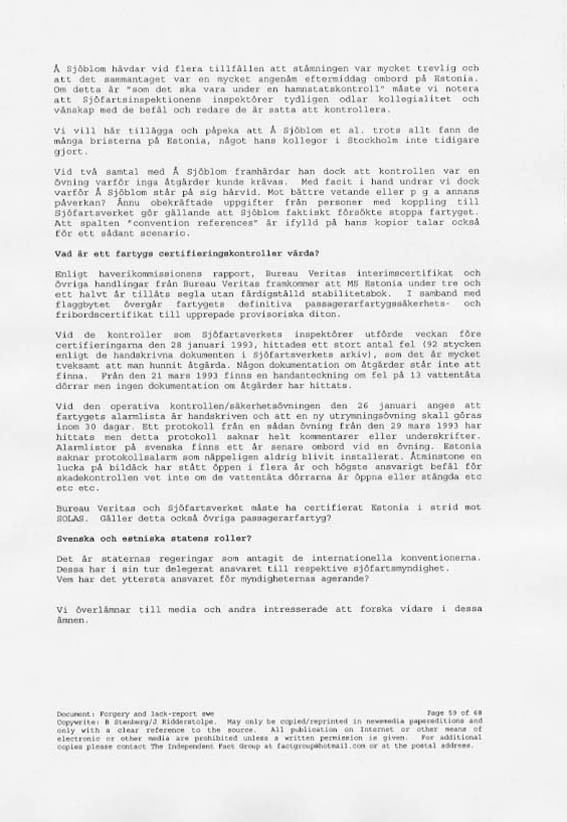 Å Sjöblom hävdar vid flera tillfällen att stämningen var mycket trevlig och
att det sammantaget var en mycket angenäm eftermiddag ombord på Estonia.
Om detta är "som det ska vara under en hamnstatskontroll" måste vi notera
att Sjöfartsinspektionens inspektörer tydligen odlar kollegialitet och
vänskap med de befäl och redare de är satta att kontrollera.
Vi vill här tillägga och påpeka att Å Sjöblom et al. trots allt fann de
många bristerna på Estonia, något hans kollegor i Stockholm inte tidigare
gjort.
Vid två samtal med Å Sjöblom framhärdar han dock att kontrollen var en
övning varför inga åtgärder kunde krävas. Med facit i hand undrar vi dock
varför Å Sjöblom står på sig härvid. Mot bättre vetande eller p g a annans
påverkan? Ännu obekräftade uppgifter från personer med koppling till
Sjöfartsverket gör gällande att Sjöblom faktiskt försökte stoppa fartyget.
Att spalten "convention references" är ifylld på hans kopior talar också
för ett sådant scenario.
Vad är ett fartygs certifieringskontroller värda?
Enligt haverikommissionens rapport, Bureau Veritas interimscertifikat och
övriga handlingar från Bureau Veritas framkommer att MS Estonia under tre och
ett halvt år tillåts segla utan färdigställd stabilitetsbok. I samband med
flaggbytet övergår fartygets definitiva passagerarfartygssäkerhets- och
fribordscertifikat till upprepade provisoriska diton.
Vid de kontroller som Sjöfartsverkets inspektörer utförde veckan före
certifieringarna den 28 januari 1993, hittades ett stort antal fel (92 stycken
enligt de handskrivna dokumenten i Sjöfartsverkets arkiv), som det är mycket
tveksamt att man hunnit åtgärda. Någon dokumentation om åtgärder står inte att
finna. Från den 21 mars 1993 finns en handanteckning om fel på 13 vattentäta
dörrar men ingen dokumentation om åtgärder har hittats.
Vid den operativa kontrollen/säkerhetsövningen den 26 januari anges att
fartygets alarmlista är handskriven och att en ny utrymningsövning skall göras
inom 30 dagar. Ett protokoll från en sådan övning från den 29 mars 1993 har
hittats men detta protokoll saknar helt kommentarer eller underskrifter.
Alarmlistor på svenska finns ett år senare ombord vid en övning. Estonia
saknar protokollsalarm som näppeligen aldrig blivit installerat. Åtminstone en
lucka på bildäck har stått öppen i flera år och högste ansvarigt befäl för
skadekontrollen vet inte om de vattentäta dörrarna är öppna eller stängda etc
etc etc.
Bureau Veritas och Sjöfartsverket måste ha certifierat Estonia i strid mot
SOLAS. Gäller detta också övriga passagerarfartyg?
Svenska och estniska statens roller?
Det är staternas regeringar som antagit de internationella konventionerna.
Dessa har i sin tur delegerat ansvaret till respektive sjöfartsmyndighet.
Vem har det yttersta ansvaret för myndigheternas agerande?
Vi överlämnar till media och andra intresserade att forska vidare i dessa
ämnen.
Document: Forgery and lack-report swe Page 59 of 68
Copywrite: B Stenberg/J Ridderstolpe. May only be copied/reprinted in newsmedia papereditions and
only with a clear reference to the source. All publication on Internet or other means of
electronic or other media are prohibited unless a written permission is given. For additional
copies please contact The Independent Fact Group at factgroup@hotmail.com or at the postal address.